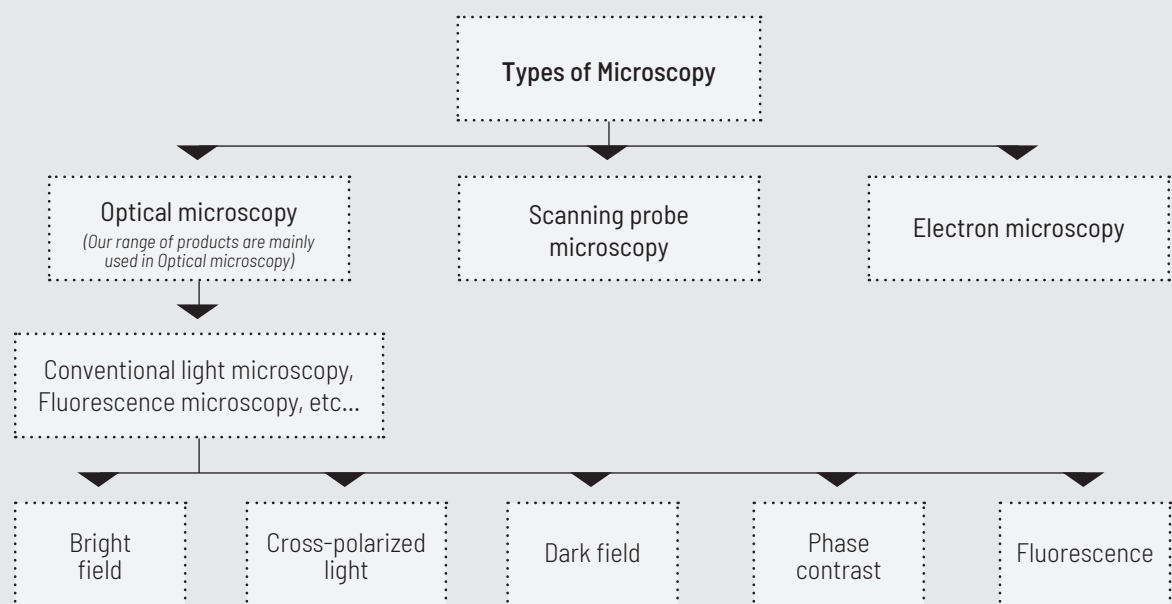 Types of Microscopy
Optical microscopy
(Our range of products are mainly
used in Optical microscopy)
Scanning probe
microscopy
Electron microscopy
Conventional light microscopy,
Fluorescence microscopy, etc...
Bright
field
Cross-polarized
light
Dark field
Phase
contrast
Fluorescence